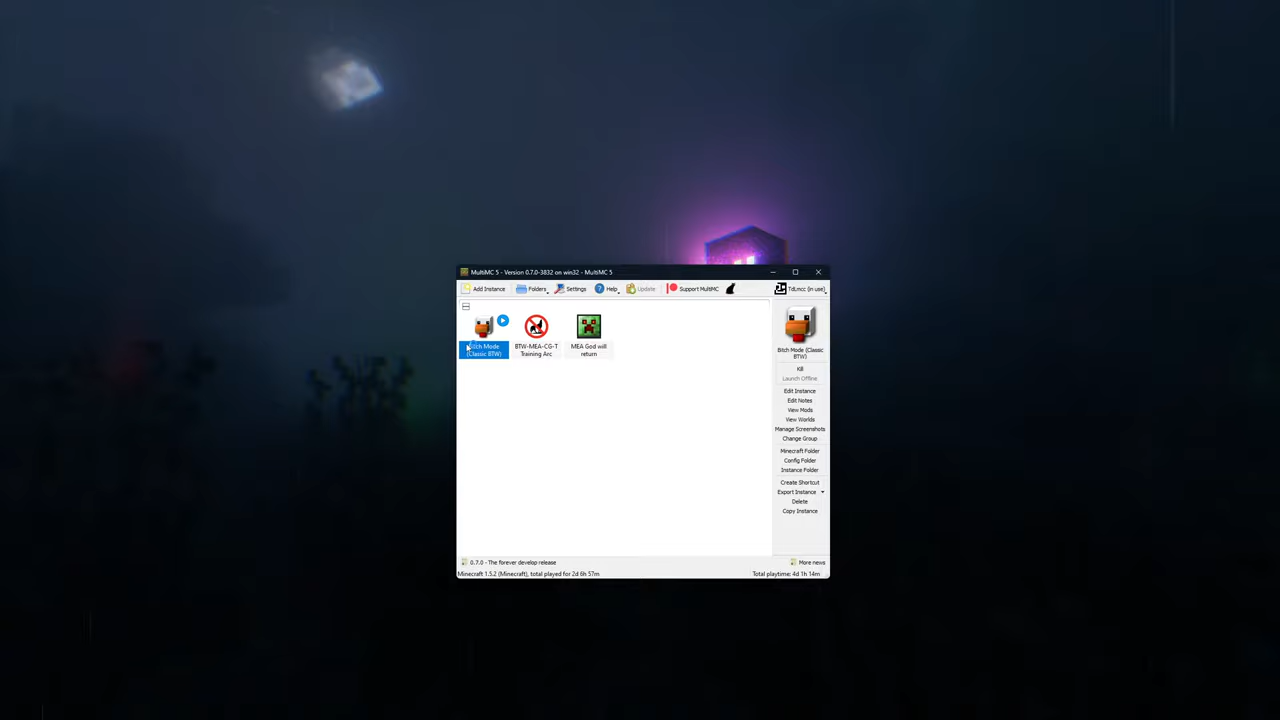 MultiMC 5 - Version 0.7.0-3832 on win32 - MultiMC 5
Add Instance Folders Settings Help Update Support MultiMC TdLmcc (in use)
Bitch Mode (Classic BTW)
BTW-MEA-CG-T Training Arc
MEA God will return
Bitch Mode (Classic BTW)
Kill
Launch Offline
Edit Instance
Edit Notes
View Mods
View Worlds
Manage Screenshots
Change Group
Minecraft Folder
Config Folder
Instance Folder
Create Shortcut
Export Instance
Delete
Copy Instance
0.7.0 - The forever develop release More news
Minecraft 1.5.2 (Minecraft), total played for 2d 6h 57m Total playtime: 4d 1h 14m